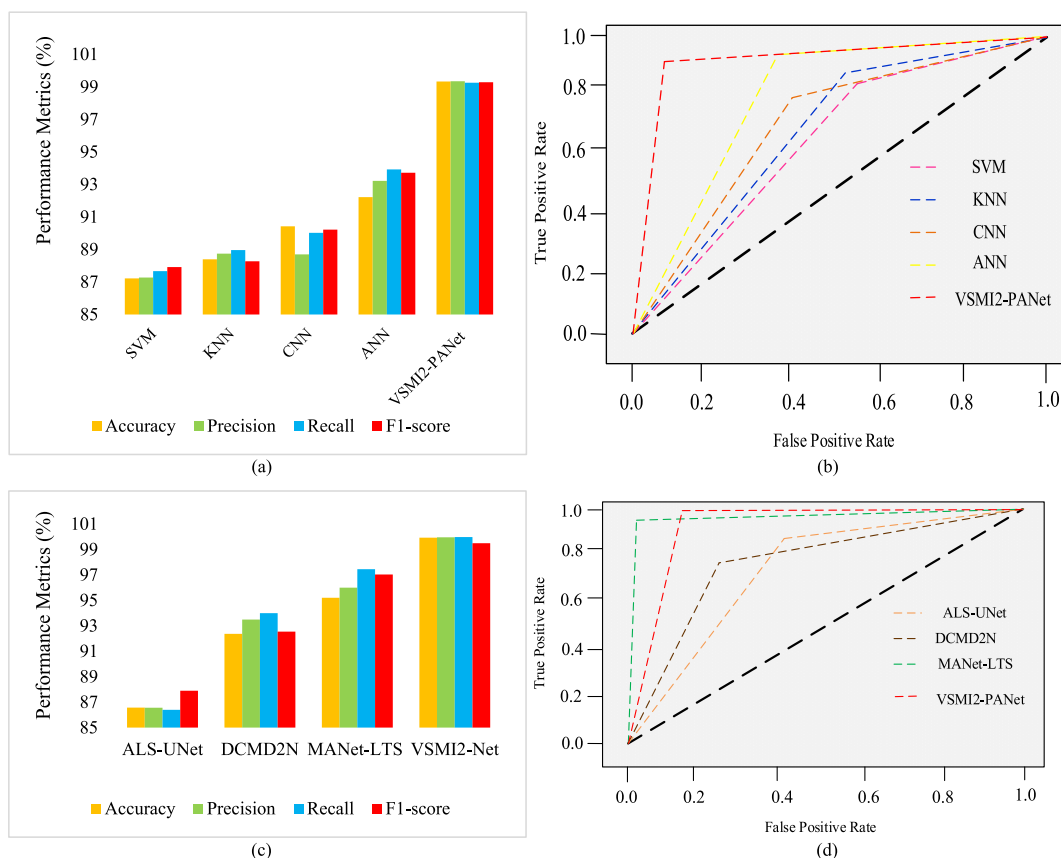 101
99
97
95
93
91
89
87
85
Performance Metrics (%)
SVM
KNN
CNN
ANN
VSMI2-PANet
Accuracy Precision Recall F1-score
(a)
1.0
0.8
0.6
0.4
0.2
0.0
True Positive Rate
SVM
KNN
CNN
ANN
VSMI2-PANet
0.0 0.2 0.4 0.6 0.8 1.0
False Positive Rate
(b)
101
99
97
95
93
91
89
87
85
Performance Metrics (%)
ALS-UNet DCMD2N MANet-LTS VSMI2-Net
Accuracy Precision Recall F1-score
(c)
1.0
0.8
0.6
0.4
0.2
0.0
True Positive Rate
ALS-UNet
DCMD2N
MANet-LTS
VSMI2-PANet
0.0 0.2 0.4 0.6 0.8 1.0
False Positive Rate
(d)